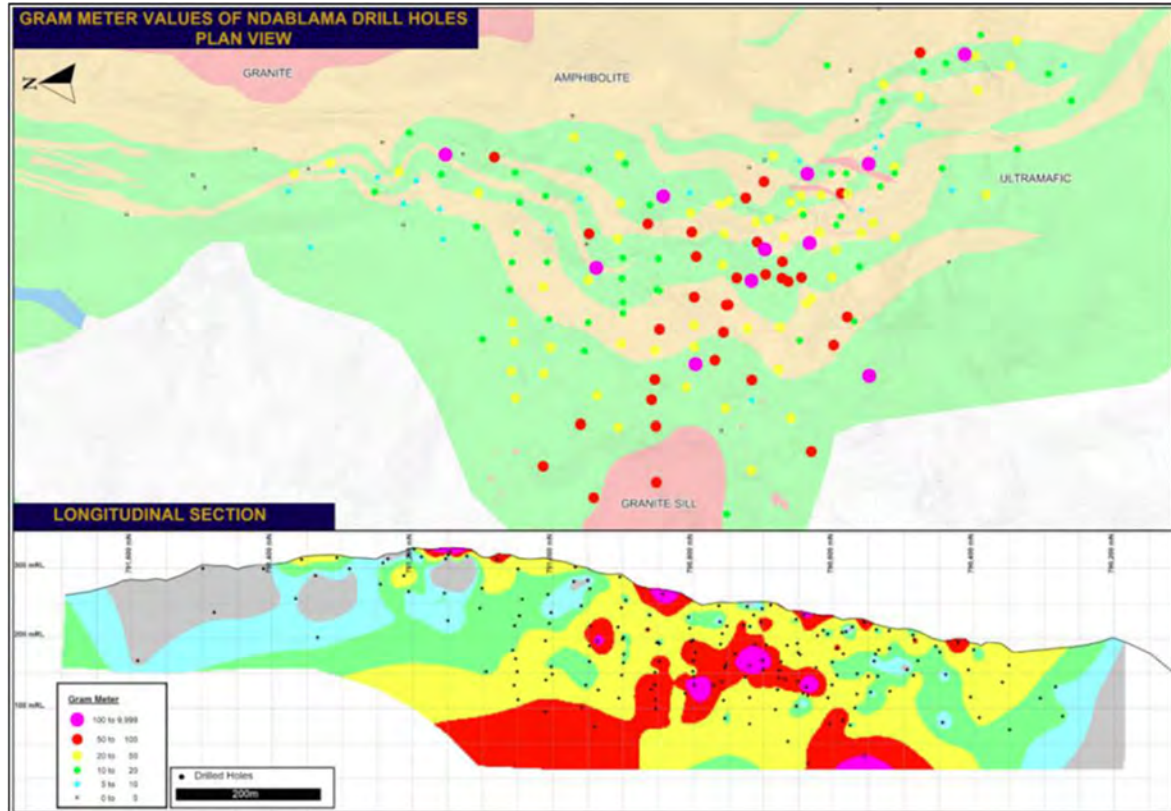 GRAM METER VALUES OF NDABLAMA DRILL HOLES
PLAN VIEW
N
GRANITE
AMPHIBOLITE
ULTRAMAFIC
GRANITE SILL
LONGITUDINAL SECTION
300 mRL
200 mRL
100 mRL
Gram Meter
100 to 9,999
50 to 100
20 to 50
10 to 20
5 to 10
0 to 5
Drilled Holes
200m